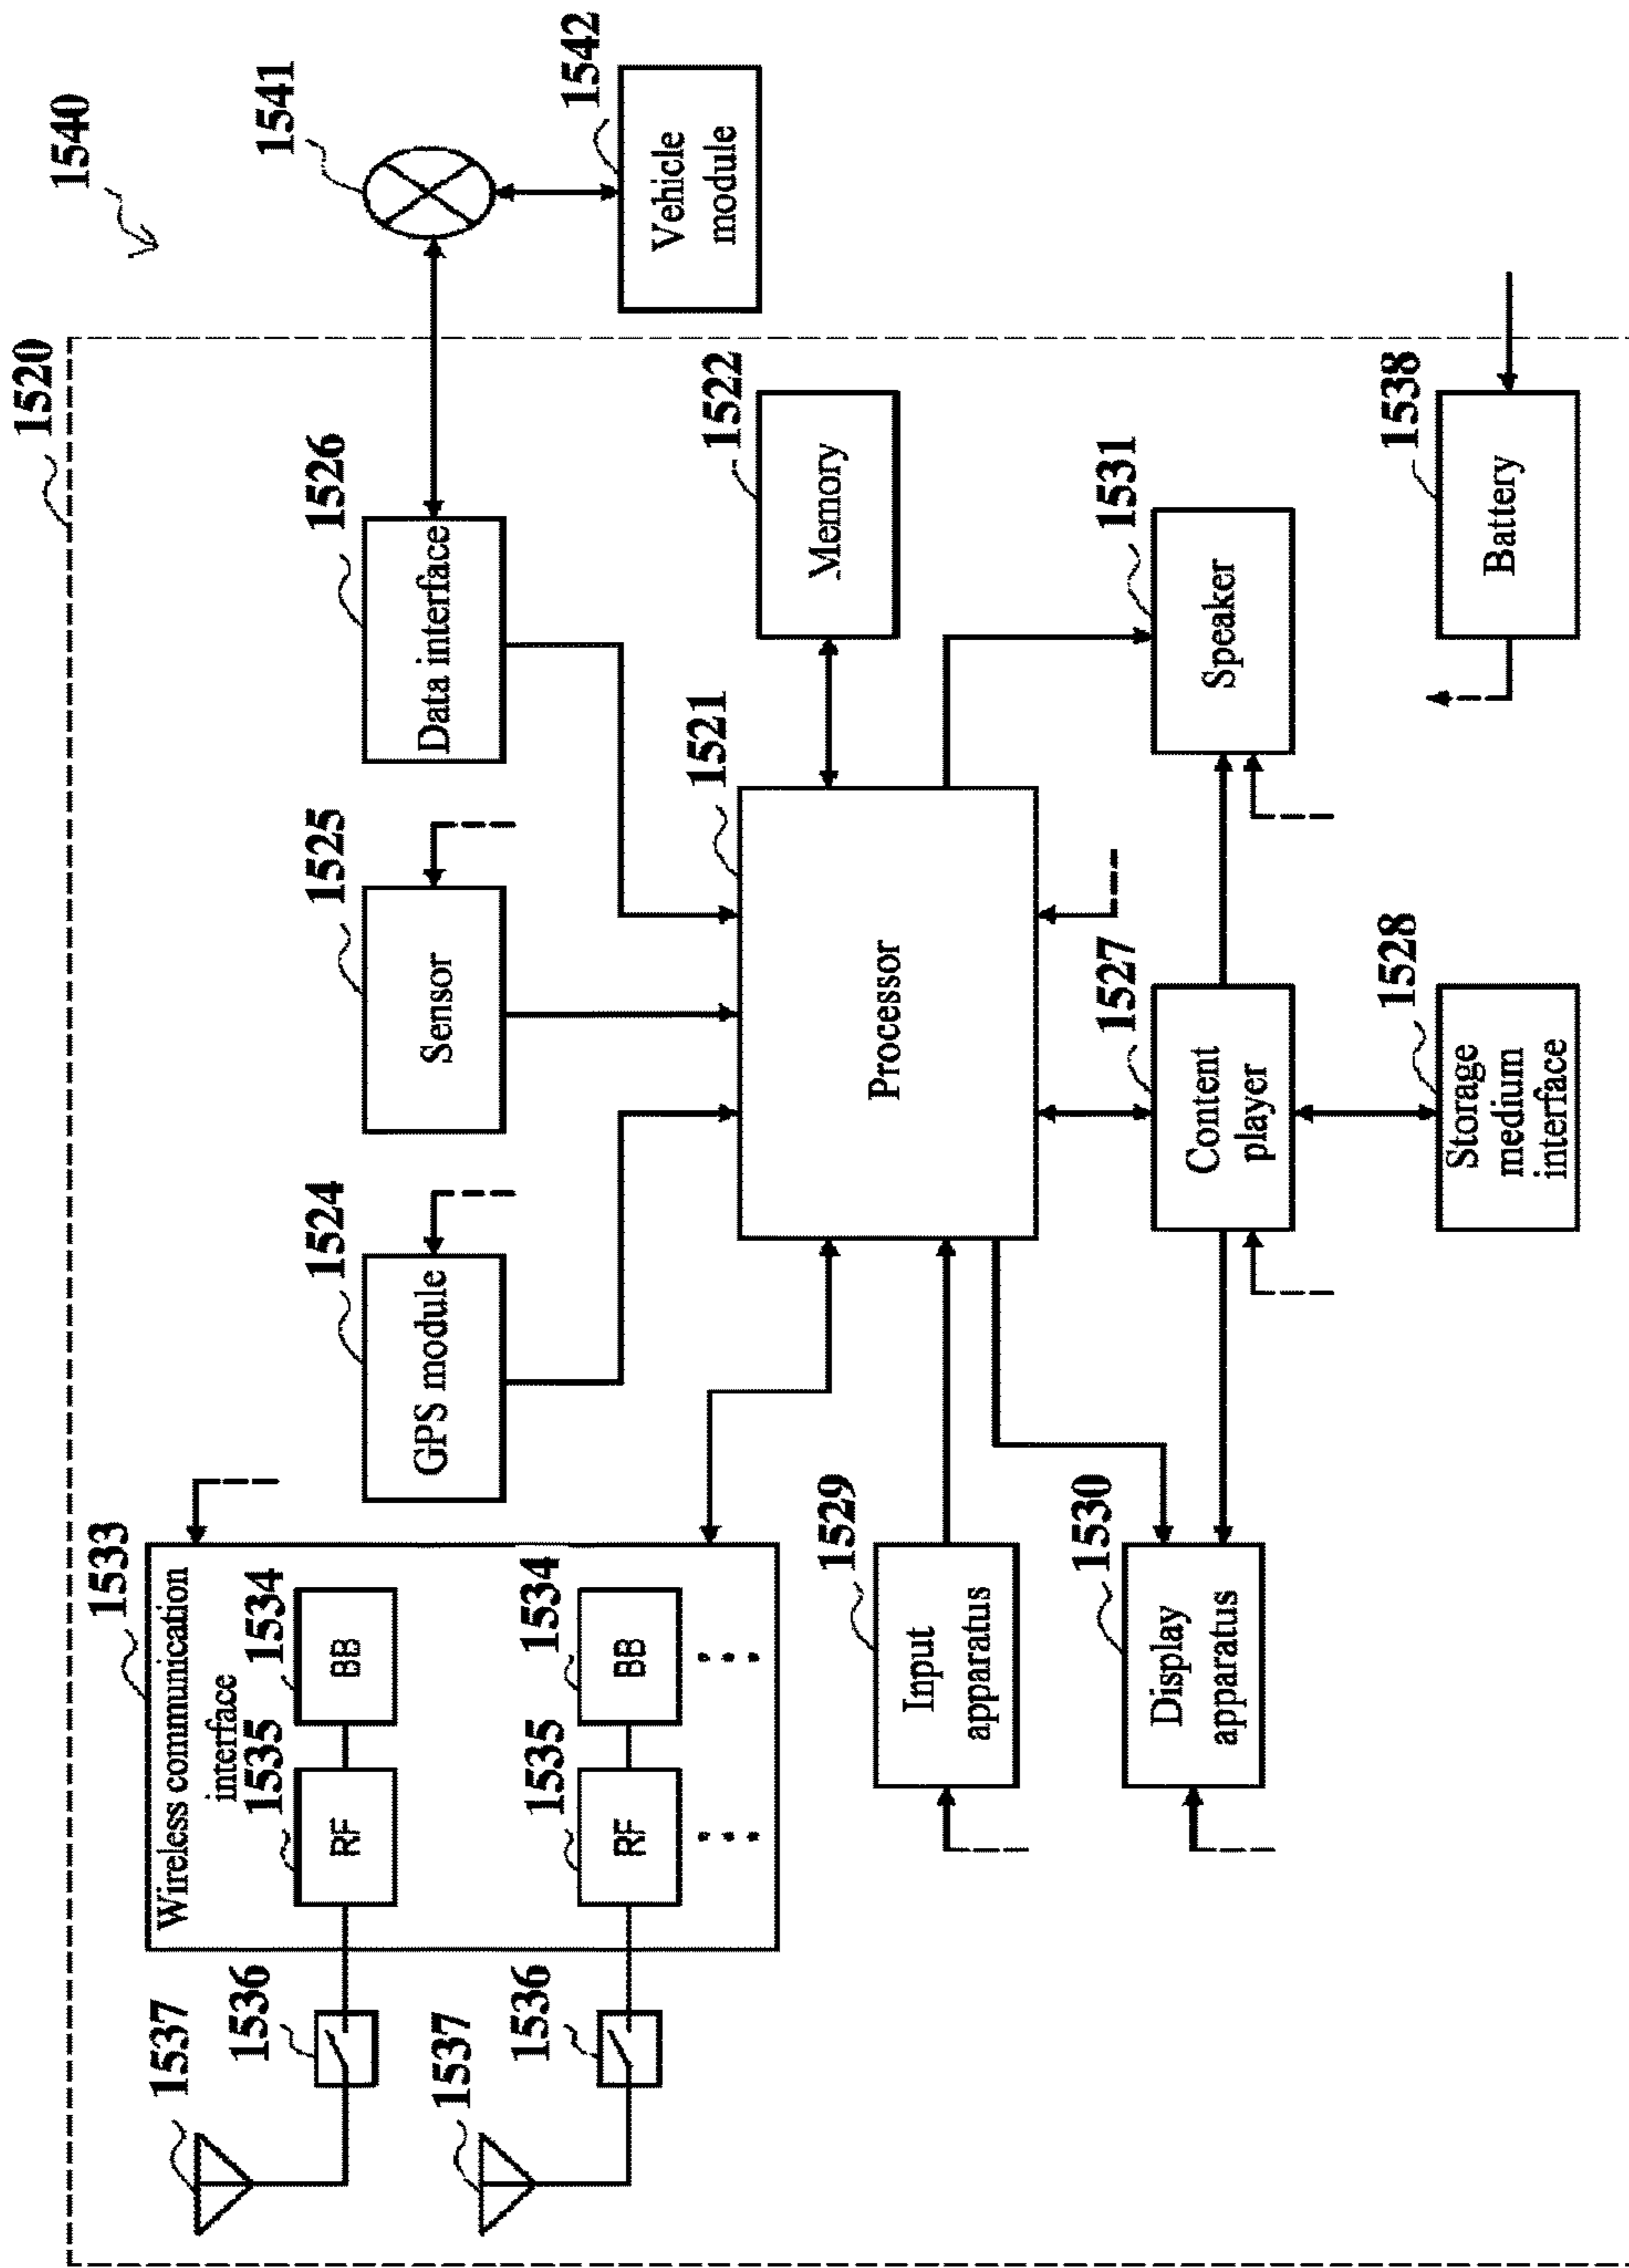 1540
1520
1533
Wireless communication
interface
1534
BB
1535
RF
1536
1537
1534
BB
1535
RF
1536
1537
1524
GPS module
1525
Sensor
1526
Data interface
1541
1542
Vehicle
module
1521
Processor
1522
Memory
1529
Input
apparatus
1530
Display
apparatus
1527
Content
player
1531
Speaker
1528
Storage
medium
interface
1538
Battery